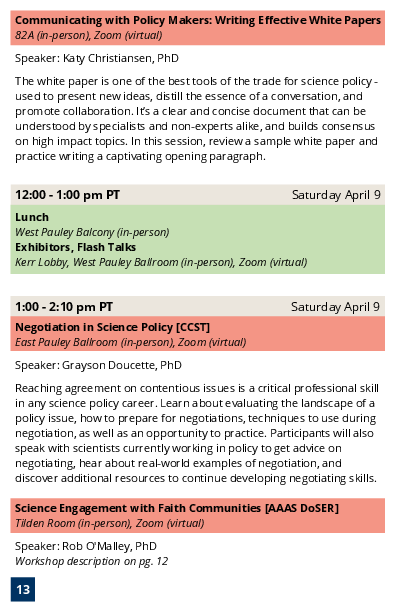 Communicating with Policy Makers: Writing Effective White Papers
82A (in-person), Zoom (virtual)
Speaker: Katy Christiansen, PhD
The white paper is one of the best tools of the trade for science policy -
used to present new ideas, distill the essence of a conversation, and
promote collaboration. It's a clear and concise document that can be
understood by specialists and non-experts alike, and builds consensus
on high impact topics. In this session, review a sample white paper and
practice writing a captivating opening paragraph.
12:00 - 1:00 pm PT Saturday April 9
Lunch
West Pauley Balcony (in-person)
Exhibitors, Flash Talks
Kerr Lobby, West Pauley Ballroom (in-person), Zoom (virtual)
1:00 - 2:10 pm PT Saturday April 9
Negotiation in Science Policy [CCST]
East Pauley Ballroom (in-person), Zoom (virtual)
Speaker: Grayson Doucette, PhD
Reaching agreement on contentious issues is a critical professional skill
in any science policy career. Learn about evaluating the landscape of a
policy issue, how to prepare for negotiations, techniques to use during
negotiation, as well as an opportunity to practice. Participants will also
speak with scientists currently working in policy to get advice on
negotiating, hear about real-world examples of negotiation, and
discover additional resources to continue developing negotiating skills.
Science Engagement with Faith Communities [AAAS DoSER]
Tilden Room (in-person), Zoom (virtual)
Speaker: Rob O'Malley, PhD
Workshop description on pg. 12
13